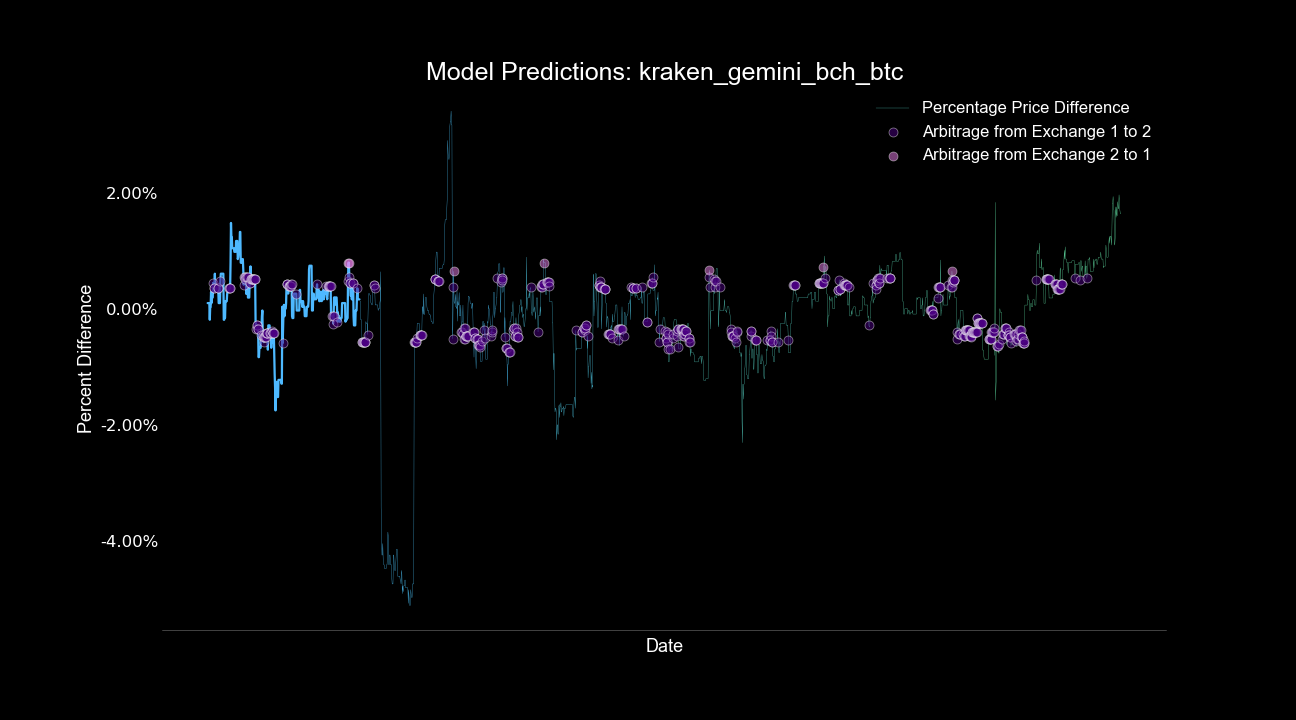 Model Predictions: kraken_gemini_bch_btc
Percentage Price Difference
Arbitrage from Exchange 1 to 2
Arbitrage from Exchange 2 to 1
2.00%
0.00%
-2.00%
-4.00%
Percent Difference
Date